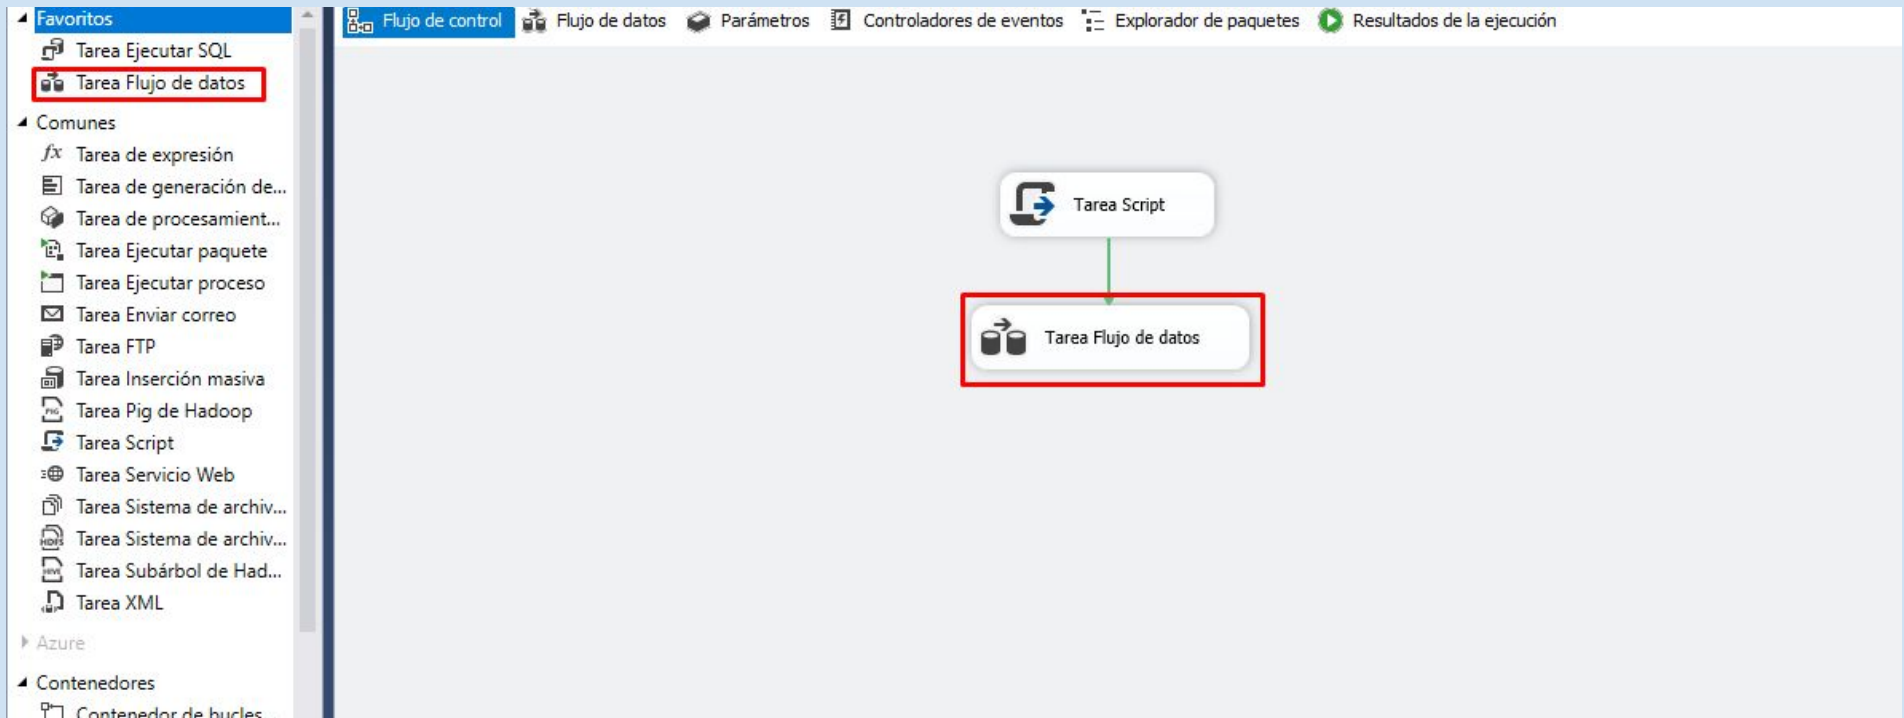 Favoritos
Tarea Ejecutar SQL
Tarea Flujo de datos
Comunes
fx Tarea de expresión
Tarea de generación de...
Tarea de procesamient...
Tarea Ejecutar paquete
Tarea Ejecutar proceso
Tarea Enviar correo
Tarea FTP
Tarea Inserción masiva
Tarea Pig de Hadoop
Tarea Script
Tarea Servicio Web
Tarea Sistema de archiv...
Tarea Sistema de archiv...
Tarea Subárbol de Had...
Tarea XML
Azure
Contenedores
Contenedor de bucles
Flujo de control Flujo de datos Parámetros Controladores de eventos Explorador de paquetes Resultados de la ejecución
Tarea Script
Tarea Flujo de datos